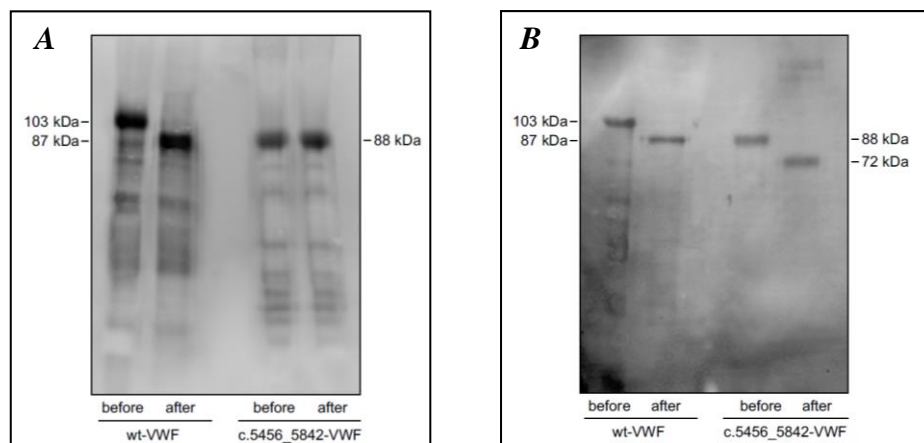 A
103 kDa
87 kDa
88 kDa
before after before after
wt-VWF c.5456_5842-VWF
B
103 kDa
87 kDa
88 kDa
72 kDa
before after before after
wt-VWF c.5456_5842-VWF